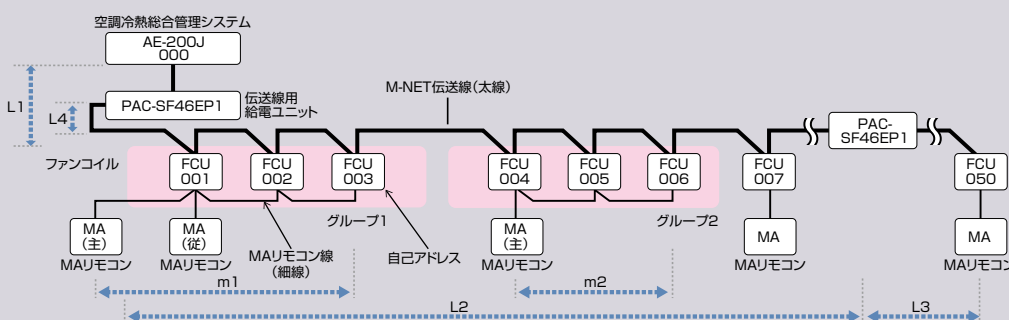 空調冷熱総合管理システム
AE-200J
000
L1
L4
PAC-SF46EP1
伝送線用
給電ユニット
M-NET伝送線(太線)
PAC-
SF46EP1
ファンコイル
FCU
001
FCU
002
FCU
003
FCU
004
FCU
005
FCU
006
FCU
007
FCU
050
グループ1
グループ2
MA
(主)
MAリモコン
MA
(従)
MAリモコン
MAリモコン線
(細線)
自己アドレス
MA
(主)
MAリモコン
MA
MAリモコン
MA
MAリモコン
m1
m2
L2
L3